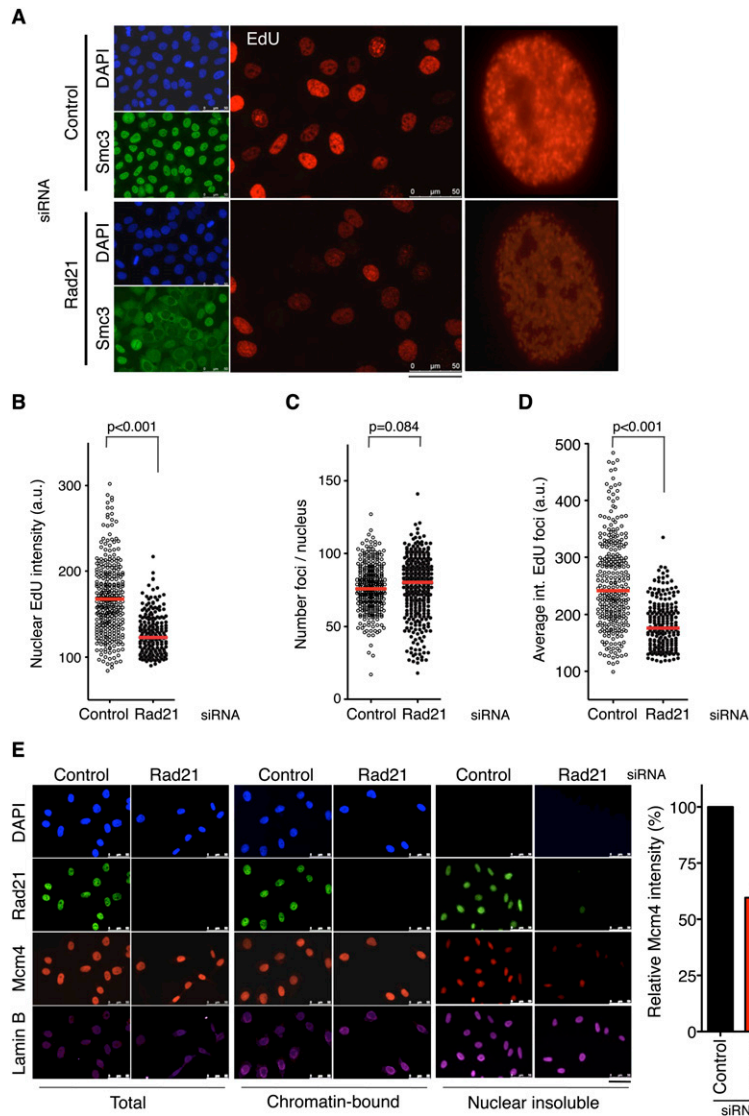 A
EdU
Control
DAPI
Smc3
siRNA
Rad21
DAPI
Smc3
0 µm 50
0 µm 50
B
p<0.001
Nuclear EdU intensity (a.u.)
300
200
100
Control Rad21 siRNA
C
p=0.084
Number foci / nucleus
150
100
50
0
Control Rad21 siRNA
D
p<0.001
Average int. EdU foci (a.u.)
500
400
300
200
100
Control Rad21 siRNA
E
Control Rad21 Control Rad21 Control Rad21 siRNA
DAPI
Rad21
Mcm4
Lamin B
Total Chromatin-bound Nuclear insoluble
Relative Mcm4 intensity (%)
100
75
50
25
0
Control